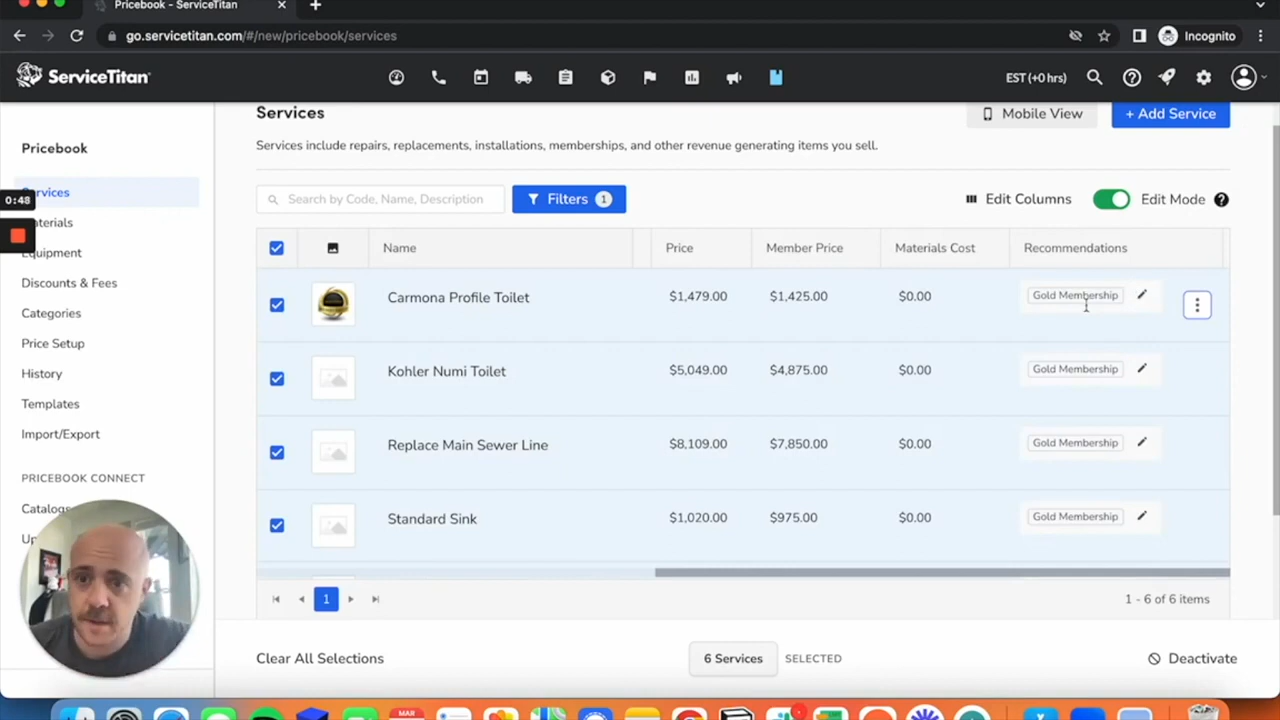 Pricebook - ServiceTitan
go.servicetitan.com/#/new/pricebook/services
Incognito
ServiceTitan
EST (+0 hrs)
Services
Mobile View
+ Add Service
Services include repairs, replacements, installations, memberships, and other revenue generating items you sell.
Search by Code, Name, Description
Filters 1
Edit Columns
Edit Mode
Pricebook
Services
0:48
Materials
Equipment
Discounts & Fees
Categories
Price Setup
History
Templates
Import/Export
PRICEBOOK CONNECT
Catalogs
Name Price Member Price Materials Cost Recommendations
Carmona Profile Toilet $1,479.00 $1,425.00 $0.00 Gold Membership
Kohler Numi Toilet $5,049.00 $4,875.00 $0.00 Gold Membership
Replace Main Sewer Line $8,109.00 $7,850.00 $0.00 Gold Membership
Standard Sink $1,020.00 $975.00 $0.00 Gold Membership
1
1 - 6 of 6 items
Clear All Selections
6 Services SELECTED
Deactivate
MAR